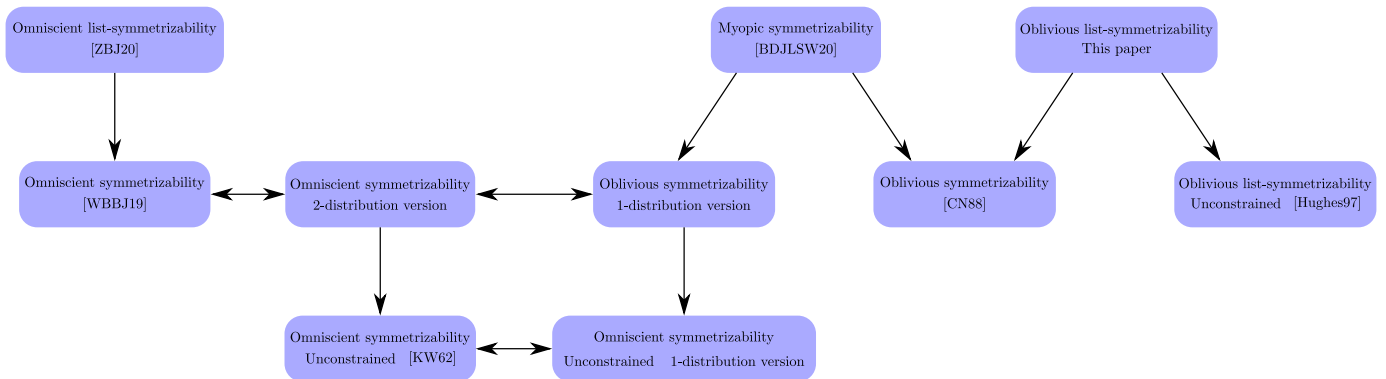 Omniscient list-symmetrizability
[ZBJ20]
Myopic symmetrizability
[BDJLSW20]
Oblivious list-symmetrizability
This paper
Omniscient symmetrizability
[WBBJ19]
Omniscient symmetrizability
2-distribution version
Oblivious symmetrizability
1-distribution version
Oblivious symmetrizability
[CN88]
Oblivious list-symmetrizability
Unconstrained [Hughes97]
Omniscient symmetrizability
Unconstrained [KW62]
Omniscient symmetrizability
Unconstrained 1-distribution version